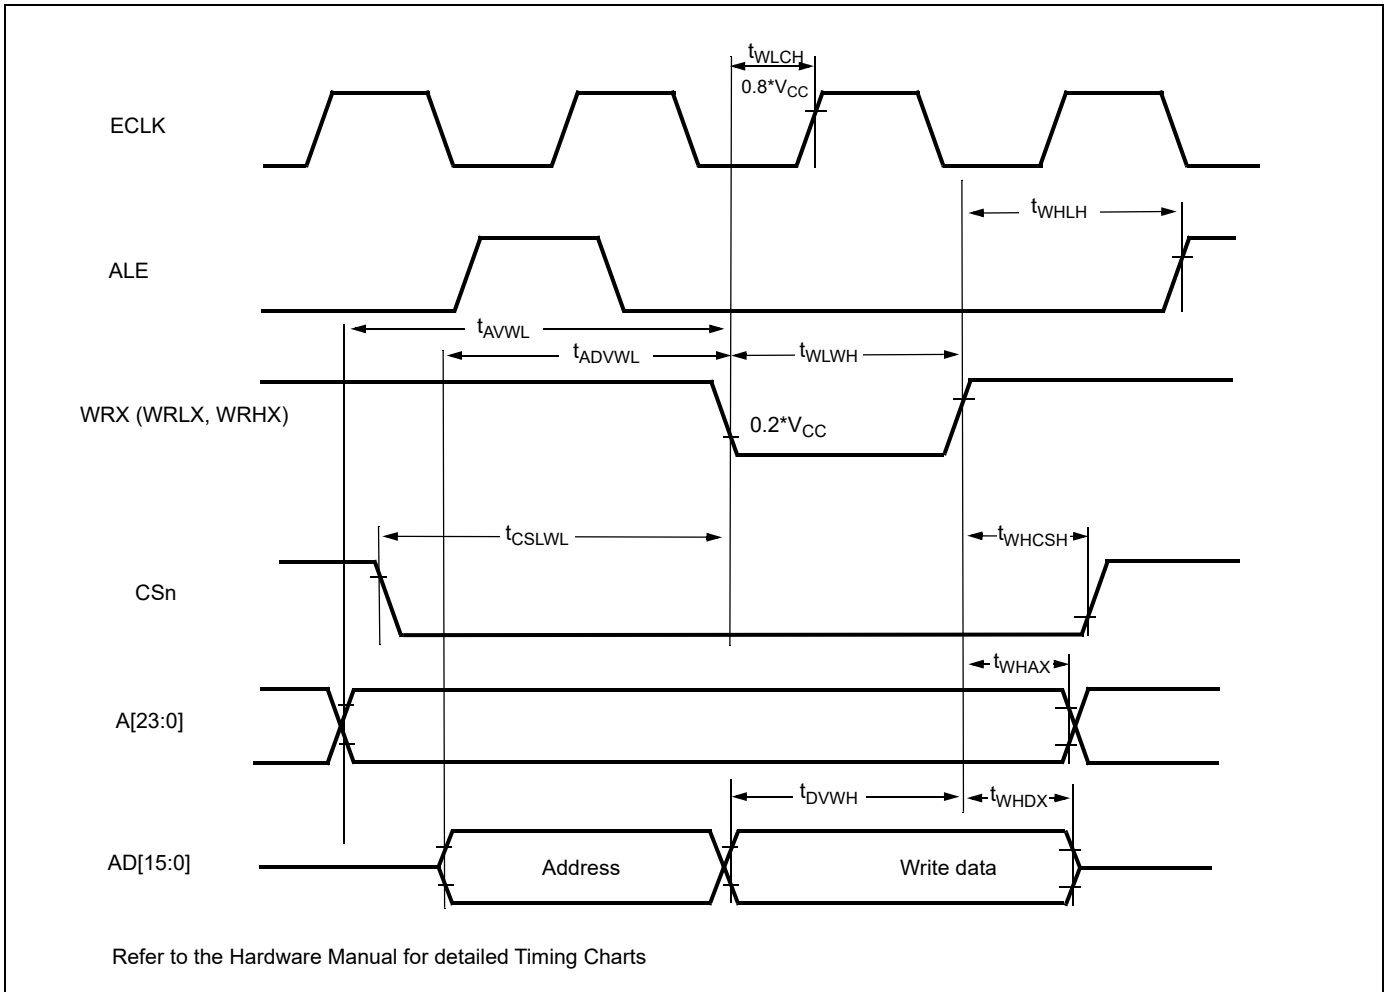 tWLCH
0.8*VCC
ECLK
tWHLH
ALE
tAVWL
tADVWL
tWLWH
WRX (WRLX, WRHX)
0.2*VCC
tCSLWL
tWHCSH
CSn
tWHAX
A[23:0]
tDVWH
tWHDX
AD[15:0]
Address
Write data
Refer to the Hardware Manual for detailed Timing Charts